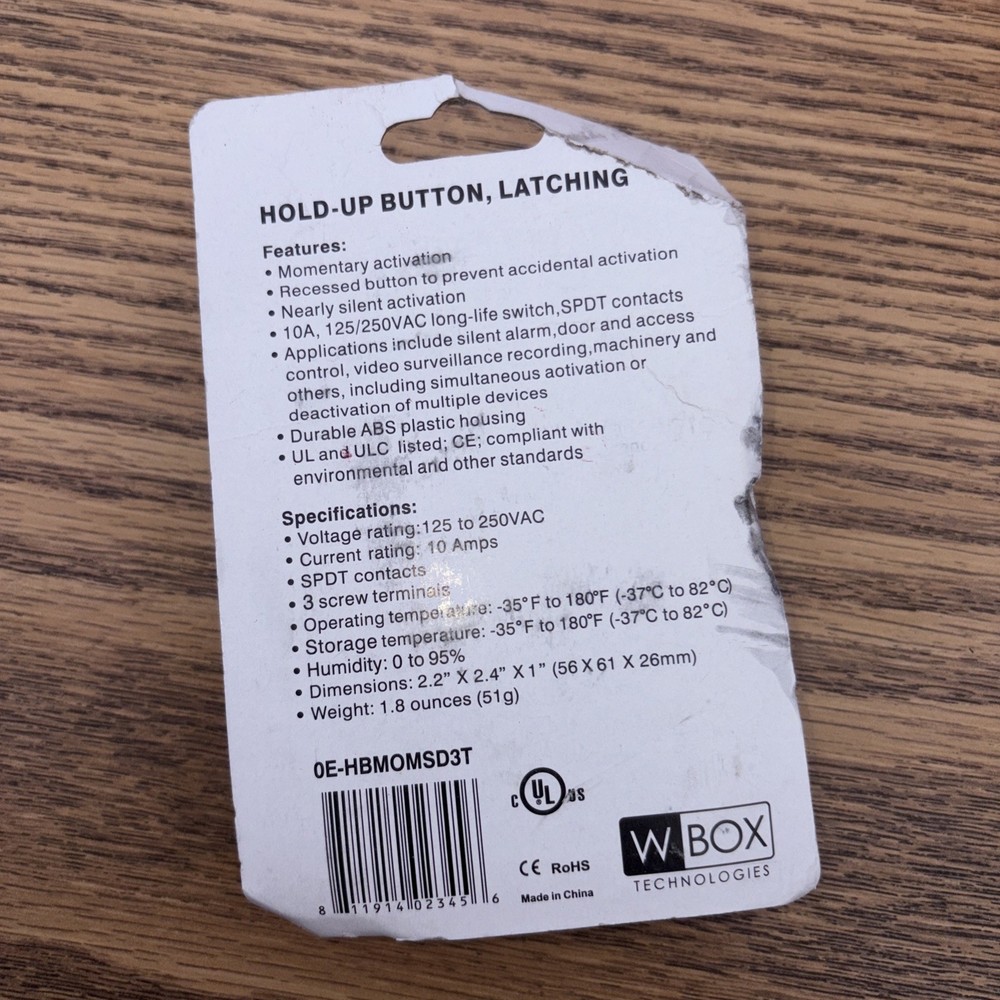 HOLD-UP BUTTON, LATCHING
Features:
• Momentary activation
• Recessed button to prevent accidental activation
• Nearly silent activation
• 10A, 125/250VAC long-life switch,SPDT contacts
• Applications include silent alarm,door and access
control, video surveillance recording,machinery and
others, including simultaneous aotivation or
deactivation of multiple devices
• Durable ABS plastic housing
• UL and ULC listed; CE; compliant with
environmental and other standards
Specifications:
• Voltage rating:125 to 250VAC
• Current rating: 10 Amps
• SPDT contacts
• 3 screw terminals
• Operating temperature: -35°F to 180°F (-37°C to 82°C)
• Storage temperature: -35°F to 180°F (-37°C to 82°C)
• Humidity: 0 to 95%
• Dimensions: 2.2” X 2.4” X 1” (56 X 61 X 26mm)
• Weight: 1.8 ounces (51g)
0E-HBMOMSD3T
C UL US
W BOX
TECHNOLOGIES
CE RoHS
Made in China
8 11914 02345 6